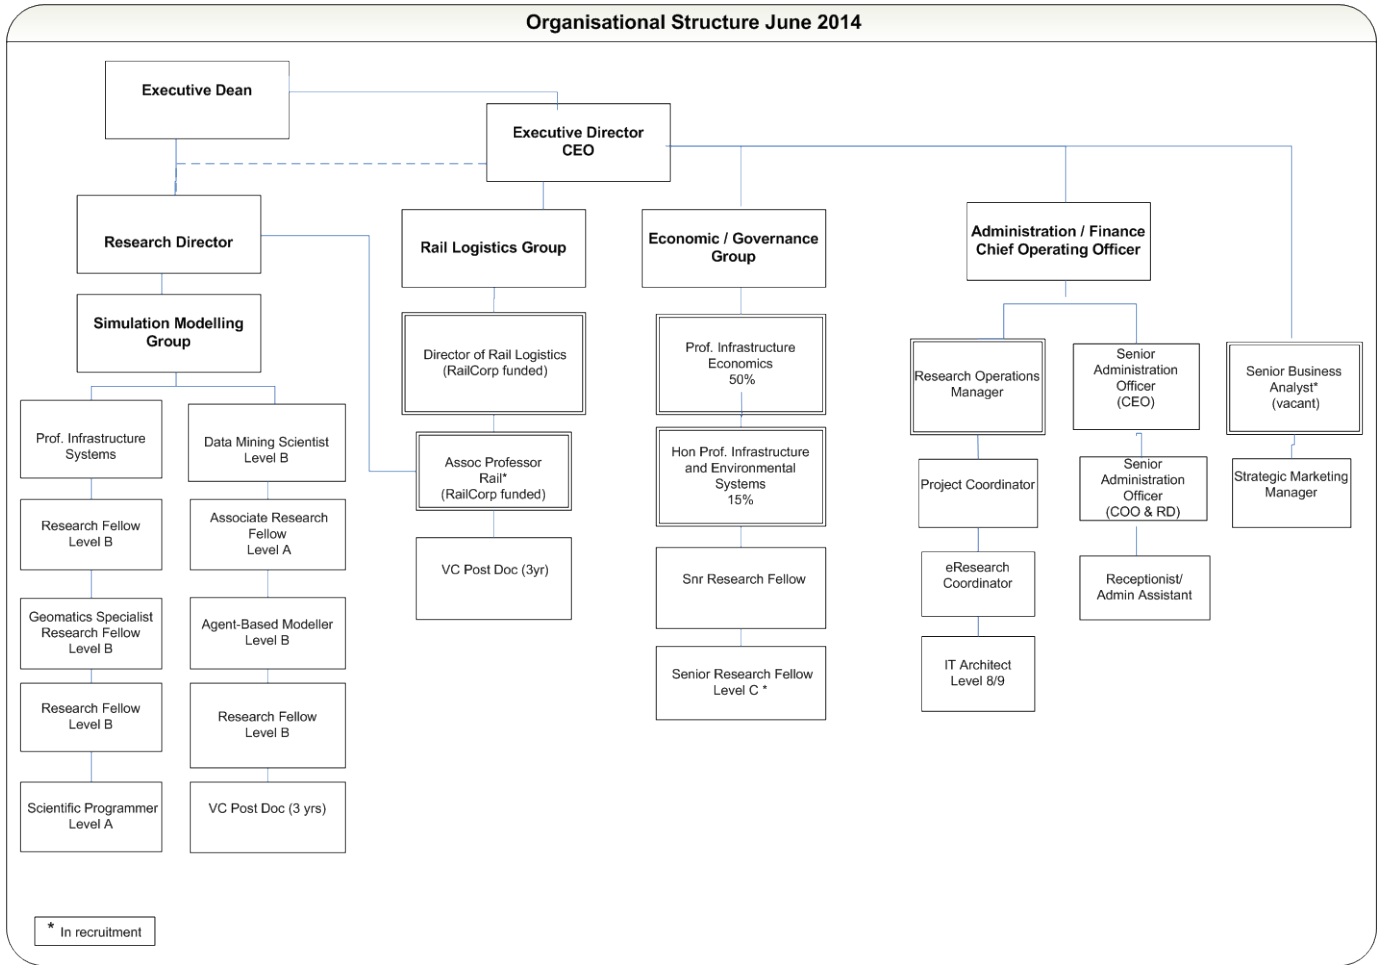 Organisational Structure June 2014
Executive Dean
Executive Director
CEO
Research Director
Rail Logistics Group
Economic / Governance
Group
Administration / Finance
Chief Operating Officer
Simulation Modelling
Group
Prof. Infrastructure
Systems
Research Fellow
Level B
Geomatics Specialist
Research Fellow
Level B
Research Fellow
Level B
Scientific Programmer
Level A
Data Mining Scientist
Level B
Associate Research
Fellow
Level A
Agent-Based Modeller
Level B
Research Fellow
Level B
VC Post Doc (3 yrs)
Director of Rail Logistics
(RailCorp funded)
Assoc Professor
Rail*
(RailCorp funded)
VC Post Doc (3yr)
Prof. Infrastructure
Economics
50%
Hon Prof. Infrastructure
and Environmental
Systems
15%
Snr Research Fellow
Senior Research Fellow
Level C *
Research Operations
Manager
Project Coordinator
eResearch
Coordinator
IT Architect
Level 8/9
Senior
Administration
Officer
(CEO)
Senior
Administration
Officer
(COO & RD)
Receptionist/
Admin Assistant
Senior Business
Analyst*
(vacant)
Strategic Marketing
Manager
* In recruitment